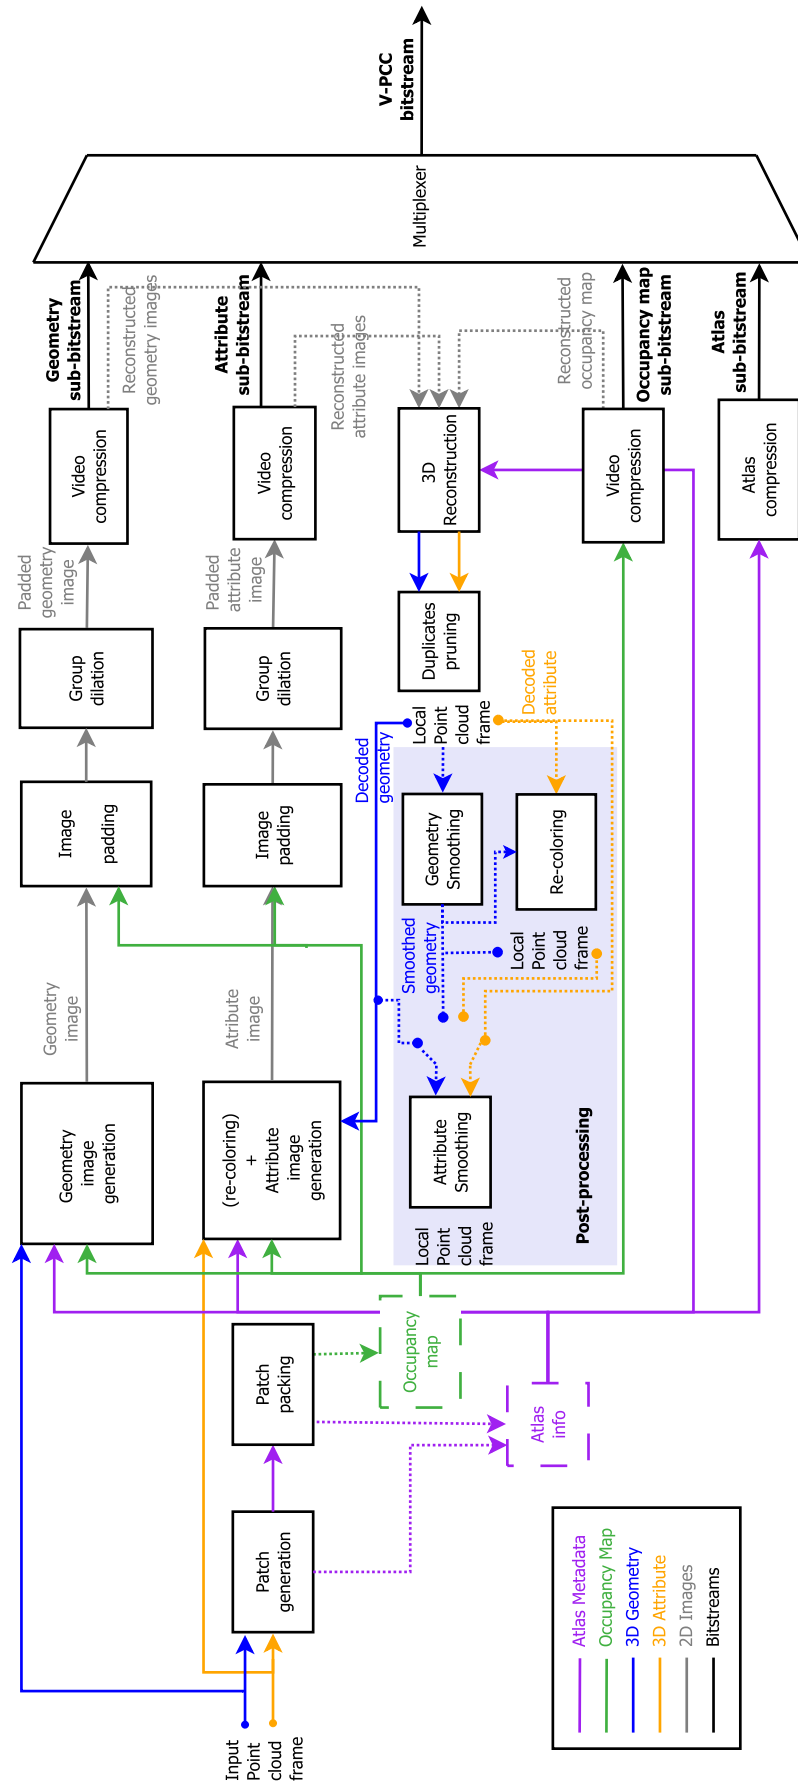 Input
Point
cloud
frame
Patch
generation
Patch
packing
Occupancy
map
Atlas
info
Geometry
image
generation
(re-coloring)
+
Attribute
image
generation
Geometry
image
Atribute
image
Image
padding
Image
padding
Group
dilation
Group
dilation
Padded
geometry
image
Padded
attribute
image
Video
compression
Video
compression
Geometry
sub-bitstream
Reconstructed
geometry images
Attribute
sub-bitstream
Reconstructed
attribute images
3D
Reconstruction
Duplicates
pruning
Local
Point
cloud
frame
Decoded
geometry
Decoded
attribute
Geometry
Smoothing
Re-coloring
Smoothed
geometry
Local
Point
cloud
frame
Attribute
Smoothing
Local
Point
cloud
frame
Post-processing
Video
compression
Reconstructed
occupancy map
Occupancy map
sub-bitstream
Atlas
compression
Atlas
sub-bitstream
Multiplexer
V-PCC
bitstream
Atlas Metadata
Occupancy Map
3D Geometry
3D Attribute
2D Images
Bitstreams